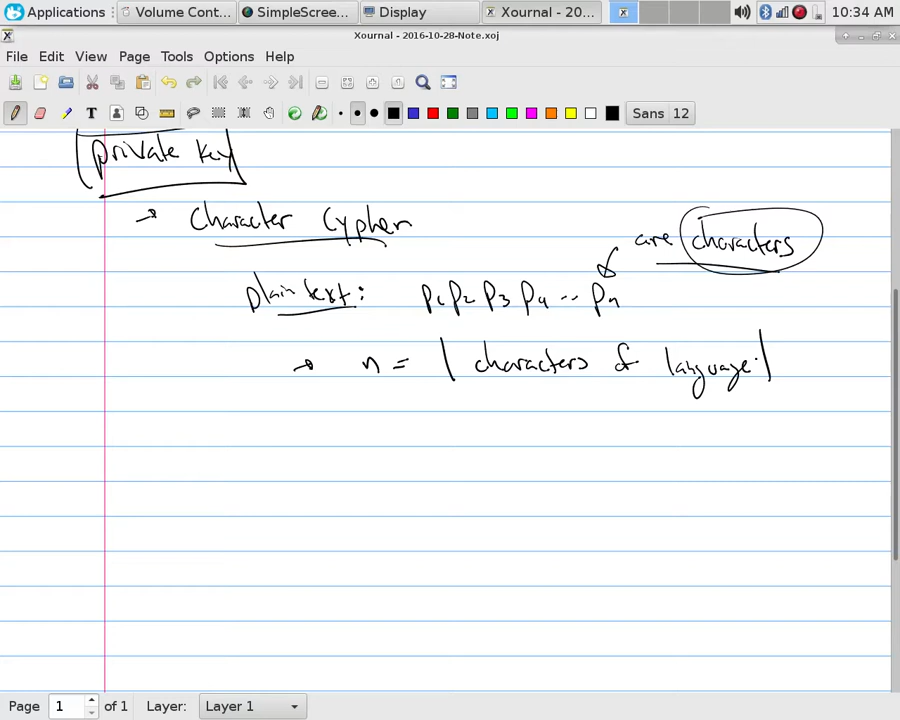 Applications Volume Cont... SimpleScree... Display Xournal - 20... 10:34 AM
Xournal - 2016-10-28-Note.xoj
File Edit View Page Tools Options Help
Sans 12
private key
→ Character Cypher
are characters
plain text: p1 p2 p3 p4 ... pn
→ n = | characters of language |
Page 1 of 1 Layer: Layer 1